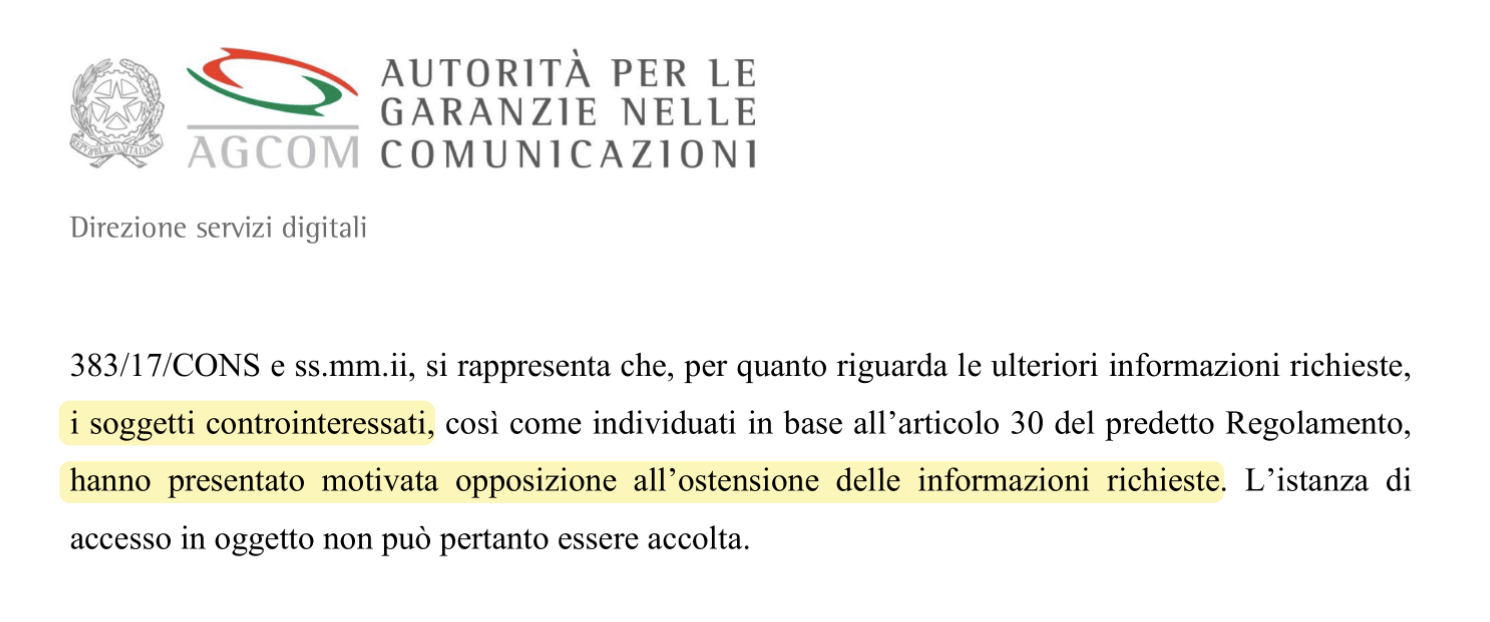 AUTORITÀ PER LE
GARANZIE NELLE
AGCOM COMUNICAZIONI
Direzione servizi digitali
383/17/CONS e ss.mm.ii, si rappresenta che, per quanto riguarda le ulteriori informazioni richieste,
i soggetti controinteressati, così come individuati in base all’articolo 30 del predetto Regolamento,
hanno presentato motivata opposizione all’ostensione delle informazioni richieste. L’istanza di
accesso in oggetto non può pertanto essere accolta.